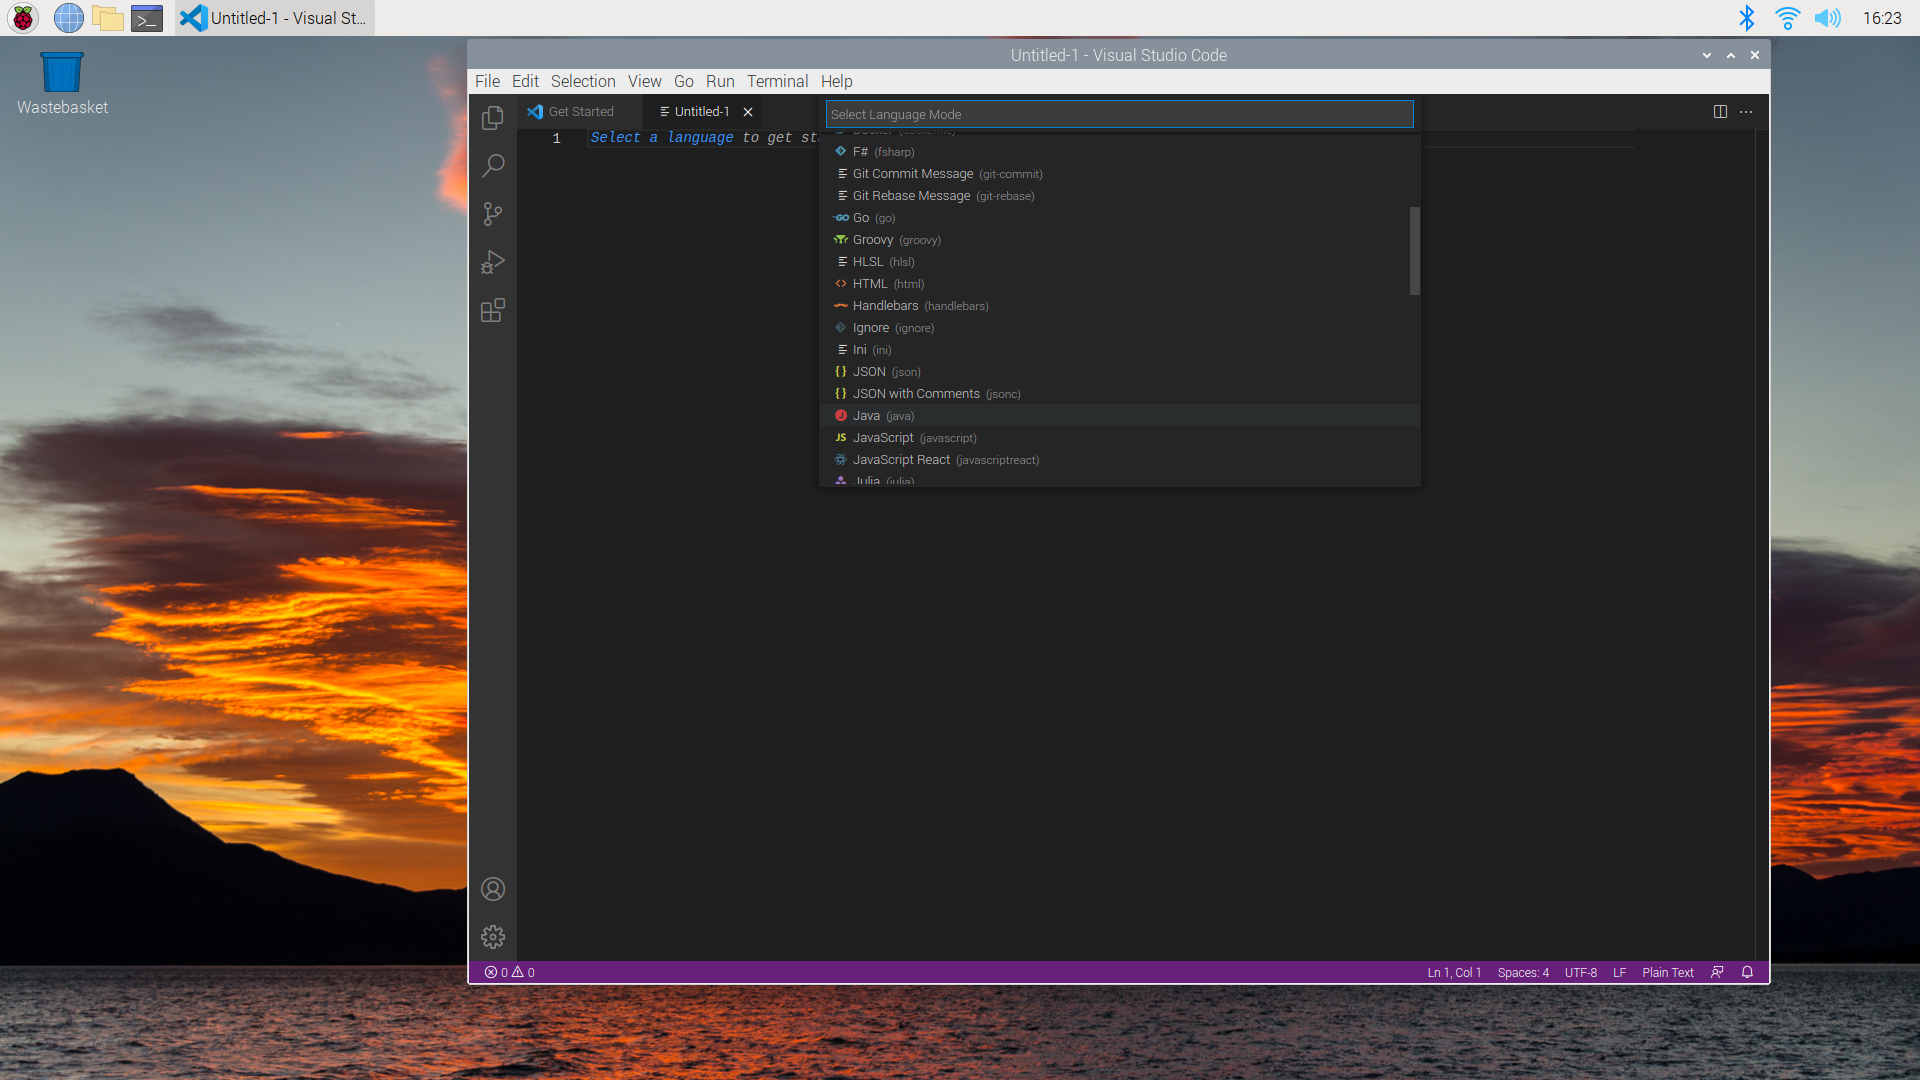 Untitled-1 - Visual St...
16:23
Wastebasket
Untitled-1 - Visual Studio Code
File Edit Selection View Go Run Terminal Help
Get Started
Untitled-1
Select Language Mode
1
Select a language to get st
Docker (dockerfile)
F# (fsharp)
Git Commit Message (git-commit)
Git Rebase Message (git-rebase)
GO Go (go)
Groovy (groovy)
HLSL (hlsl)
HTML (html)
Handlebars (handlebars)
Ignore (ignore)
Ini (ini)
{} JSON (json)
{} JSON with Comments (jsonc)
J Java (java)
JS JavaScript (javascript)
JavaScript React (javascriptreact)
Julia (julia)
0 0
Ln 1, Col 1 Spaces: 4 UTF-8 LF Plain Text